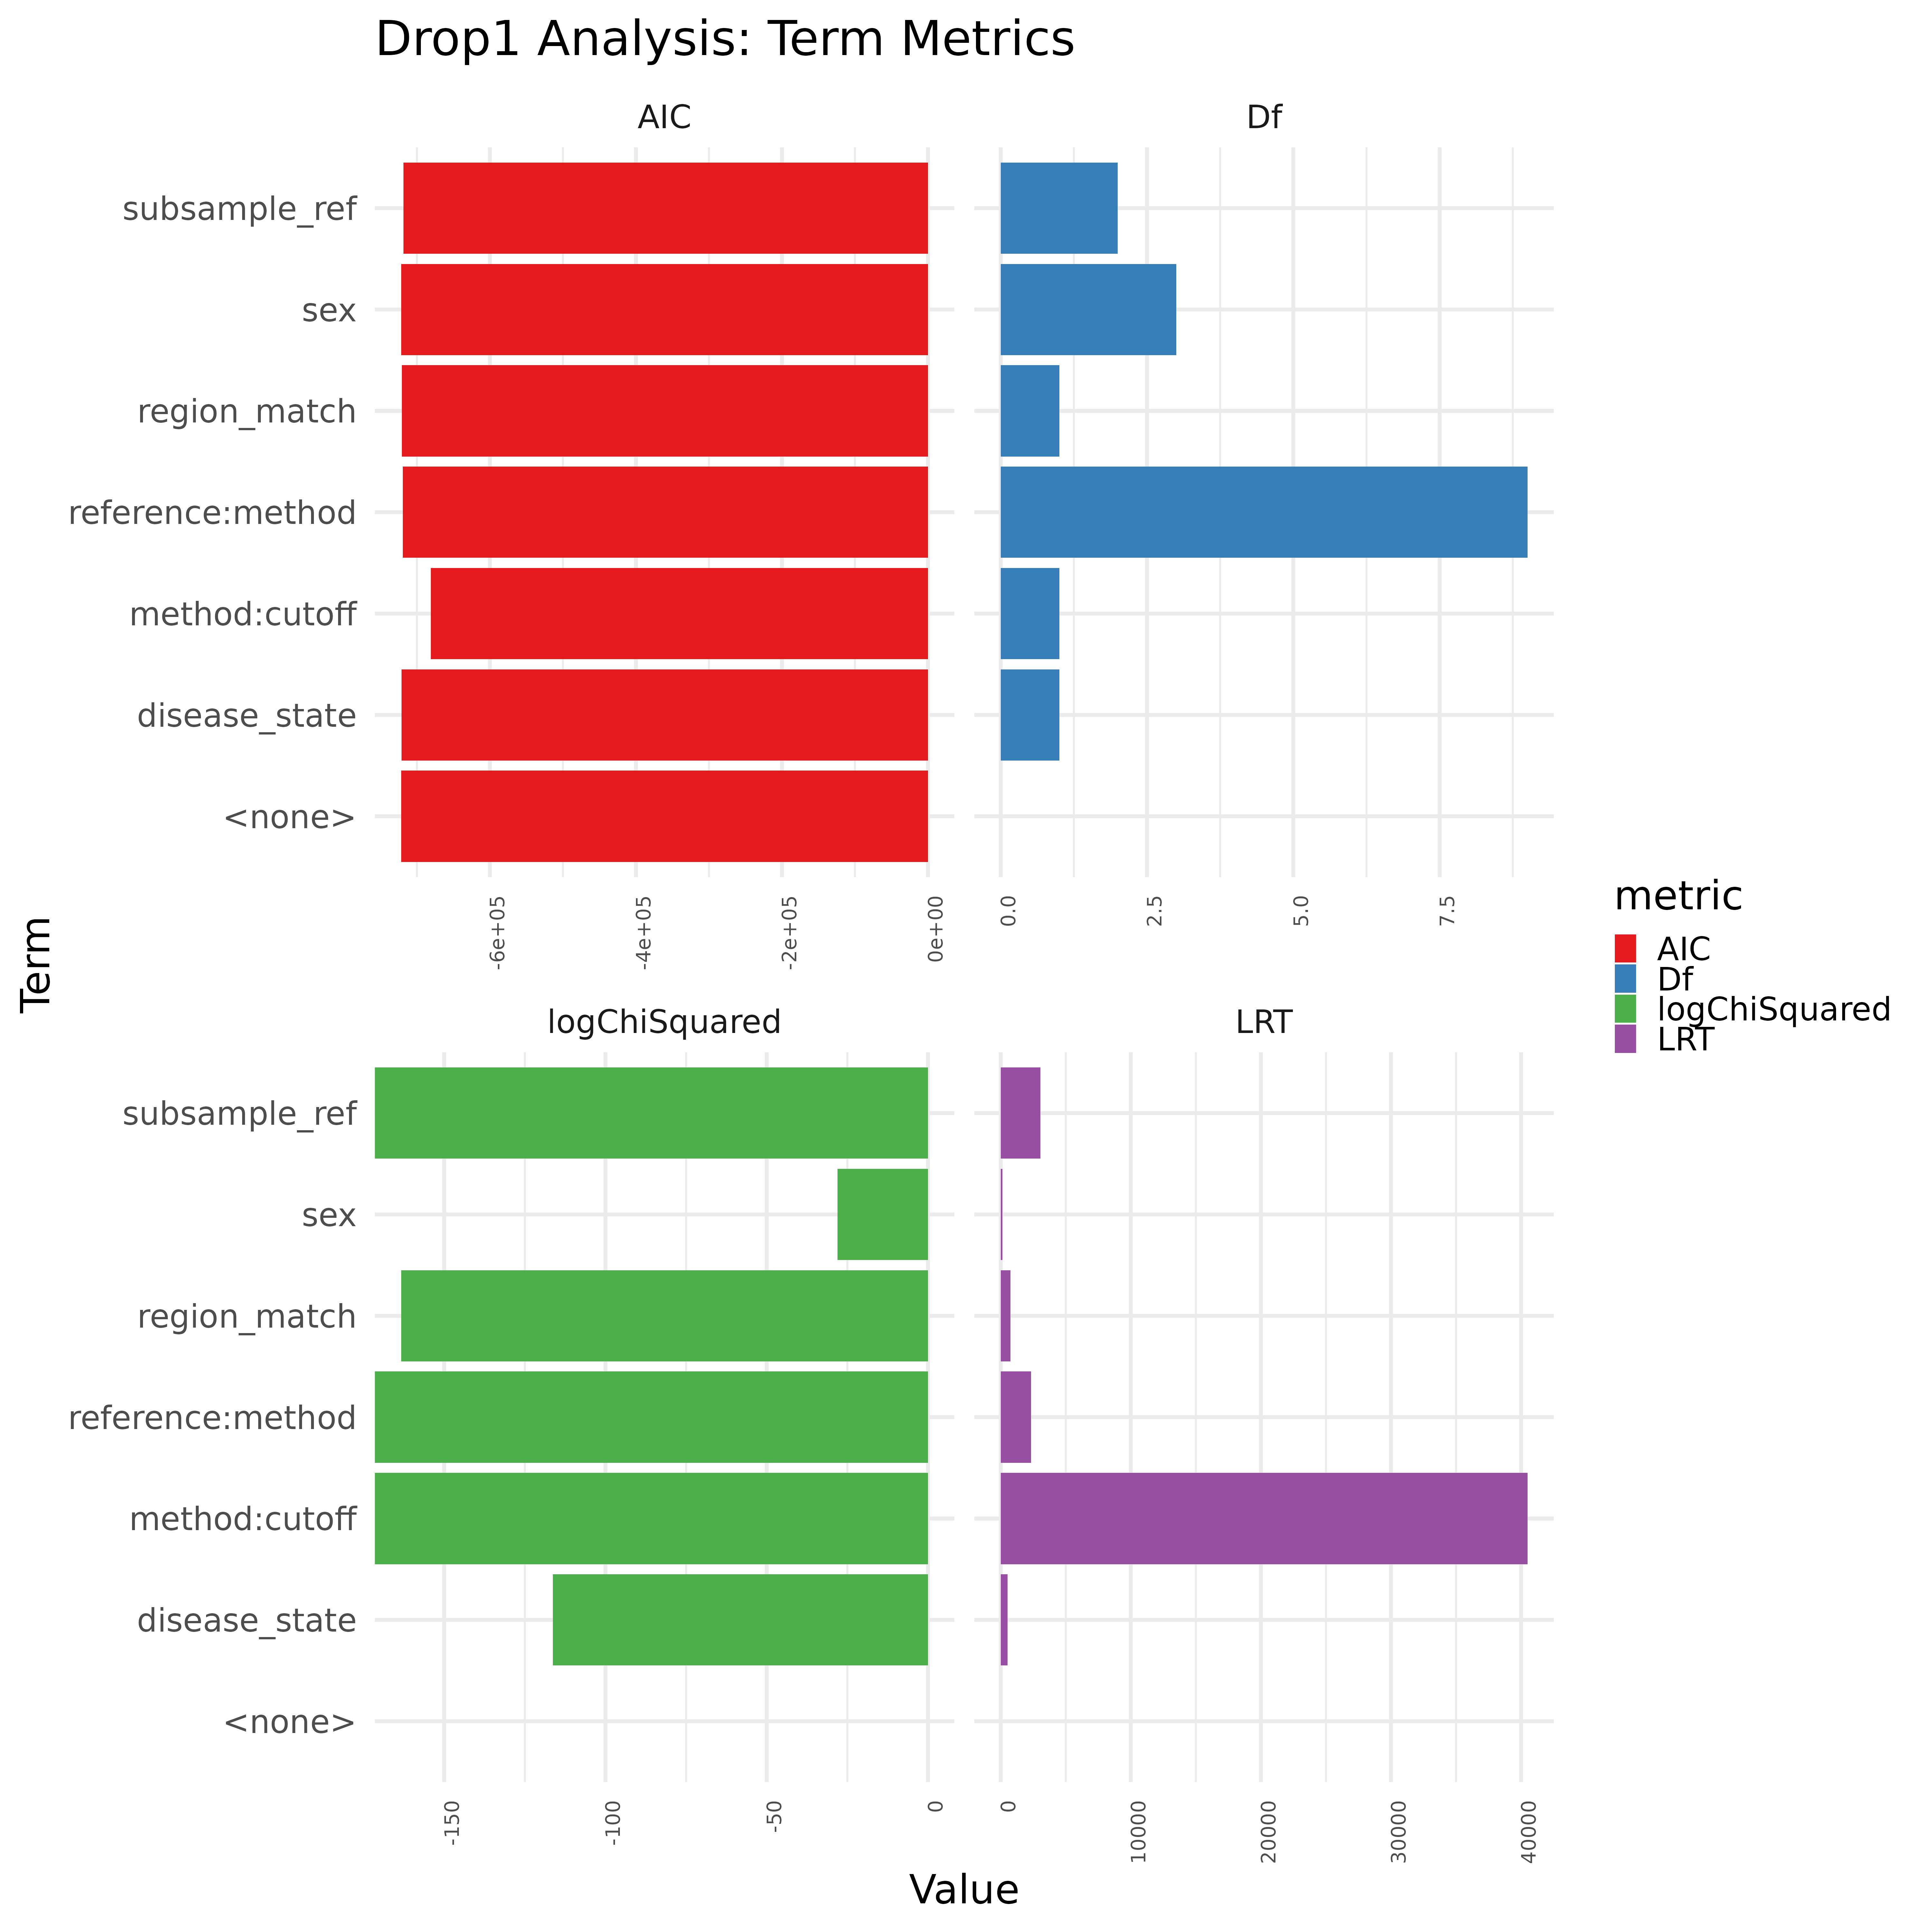 Drop1 Analysis: Term Metrics
AIC
Df
subsample_ref
sex
region_match
reference:method
method:cutoff
disease_state
<none>
-6e+05
-4e+05
-2e+05
0e+00
0.0
2.5
5.0
7.5
Term
logChiSquared
LRT
subsample_ref
sex
region_match
reference:method
method:cutoff
disease_state
<none>
-150
-100
-50
0
0
10000
20000
30000
40000
Value
metric
AIC
Df
logChiSquared
LRT